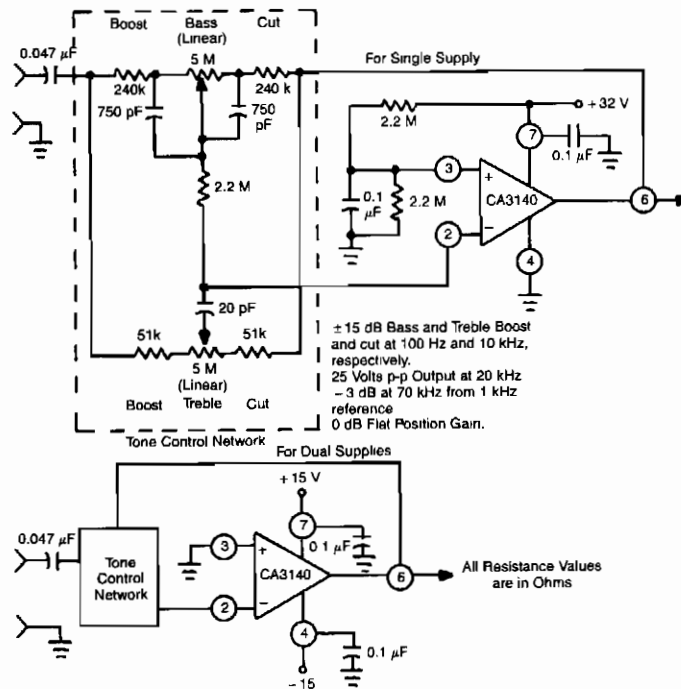 Boost Bass Cut
(Linear)
0.047 µF
5 M
240k 240 k
750 pF 750
pF
2.2 M
20 pF
51k 51k
5 M
(Linear)
Boost Treble Cut
Tone Control Network
For Single Supply
2.2 M
+32 V
7
0.1 µF
3
+
CA3140
6
0.1
µF
2.2 M
2
−
4
±15 dB Bass and Treble Boost
and cut at 100 Hz and 10 kHz,
respectively.
25 Volts p-p Output at 20 kHz
−3 dB at 70 kHz from 1 kHz
reference
0 dB Flat Position Gain.
For Dual Supplies
+15 V
0.047 µF
7
0 1 µF
3
+
Tone
Control
Network
CA3140
6
All Resistance Values
are in Ohms
2
−
4
0.1 µF
−15